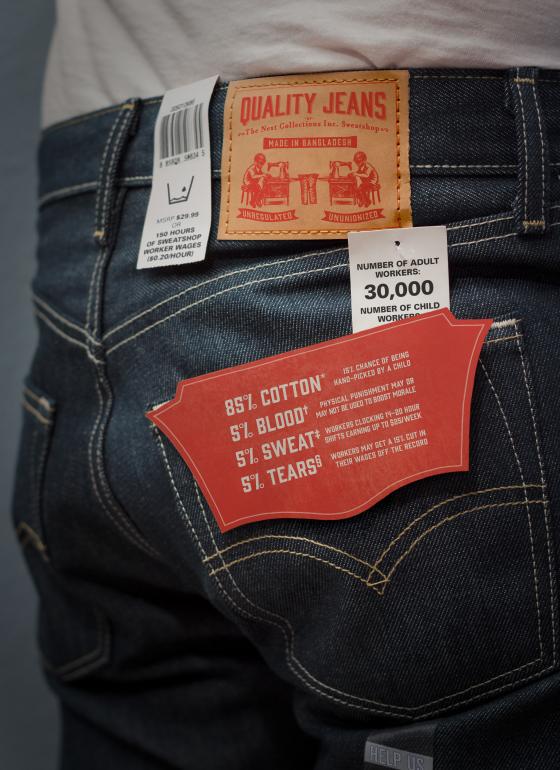 MSRP $29.99
OR
150 HOURS
OF SWEATSHOP
WORKER WAGES
($0.20/HOUR)
QUALITY JEANS
BY
The Next Collections Inc. Sweatshop
MADE IN BANGLADESH
UNREGULATED
UNUNIONIZED
NUMBER OF ADULT
WORKERS:
30,000
NUMBER OF CHILD
WORKERS
85% COTTON*
15% CHANCE OF BEING
HAND-PICKED BY A CHILD
5% BLOOD†
PHYSICAL PUNISHMENT MAY OR
MAY NOT BE USED TO BOOST MORALE
5% SWEAT‡
WORKERS CLOCKING 14-20 HOUR
SHIFTS EARNING UP TO
5% TEARS§
WORKERS MAY GET A 15% CUT IN
THEIR WAGES OFF THE RECORD
HELP US